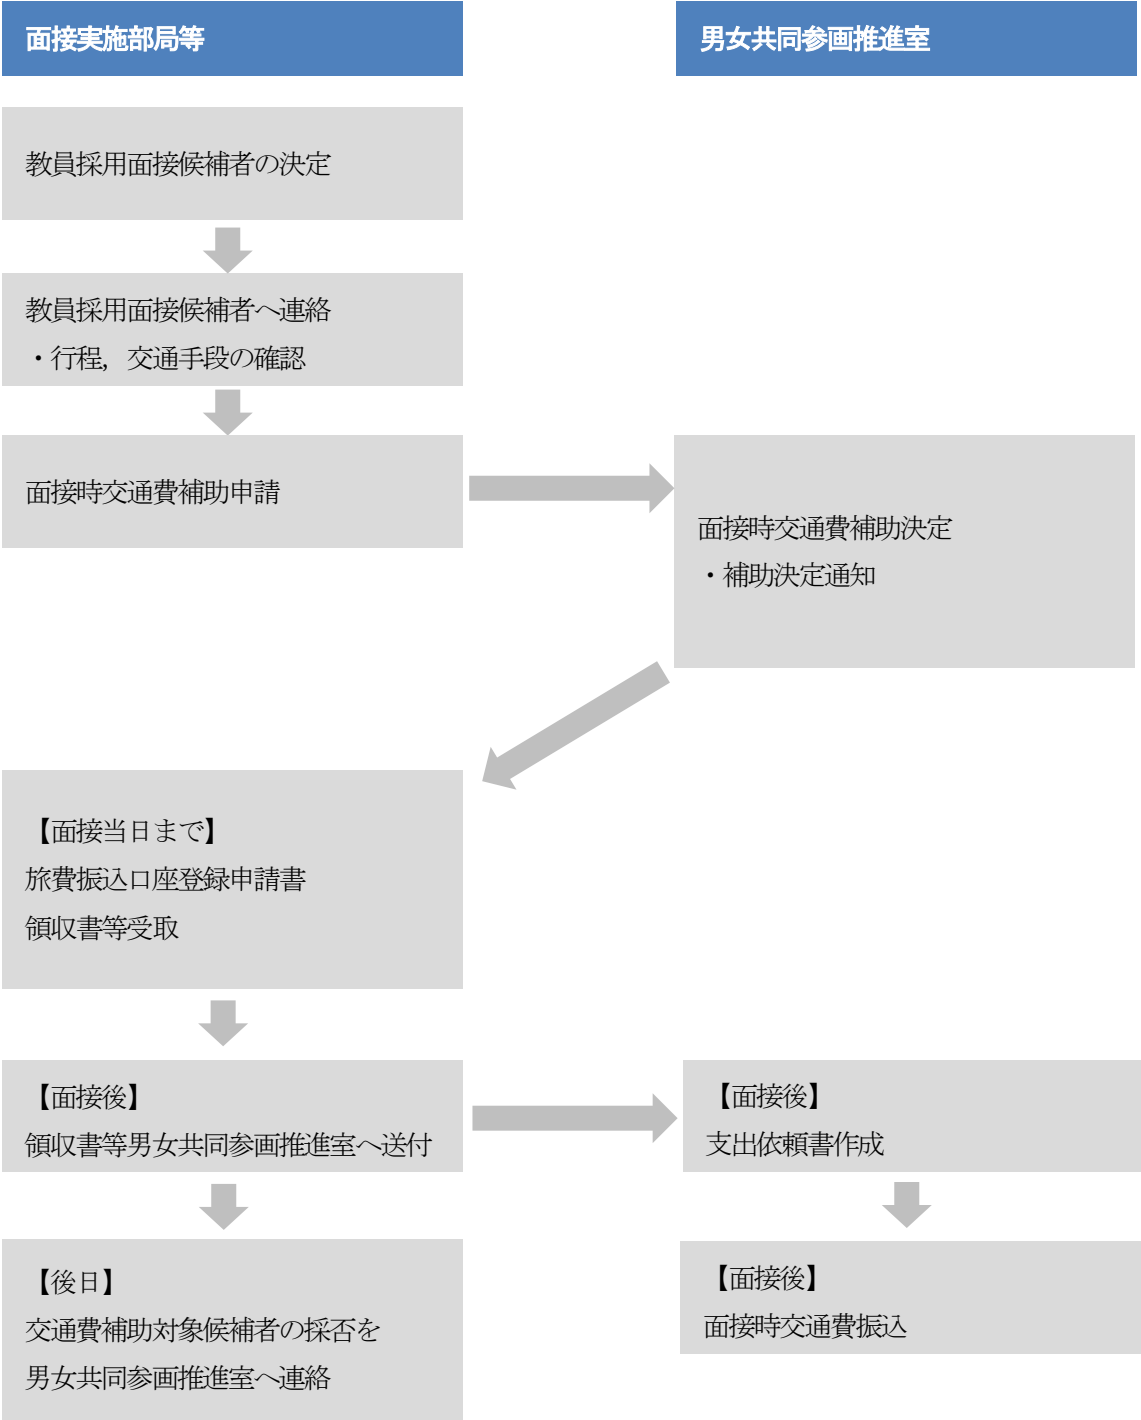 面接実施部局等
男女共同参画推進室
教員採用面接候補者の決定
教員採用面接候補者へ連絡
・行程，交通手段の確認
面接時交通費補助申請
面接時交通費補助決定
・補助決定通知
【面接当日まで】
旅費振込口座登録申請書
領収書等受取
【面接後】
領収書等男女共同参画推進室へ送付
【面接後】
支出依頼書作成
【後日】
交通費補助対象候補者の採否を
男女共同参画推進室へ連絡
【面接後】
面接時交通費振込